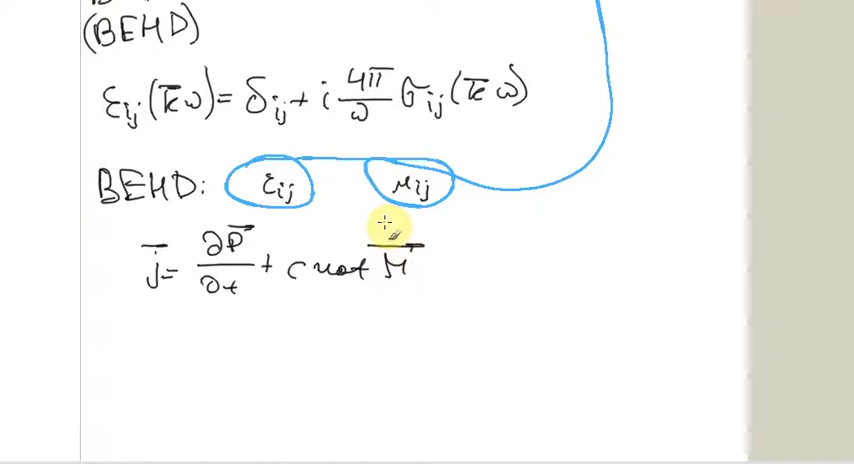 (BEHD)
εij(k̄ω) = δij + i 4π/ω σij(k̄ω)
BEHD: εij μij
j⃗ = ∂P⃗/∂t + c rot M⃗